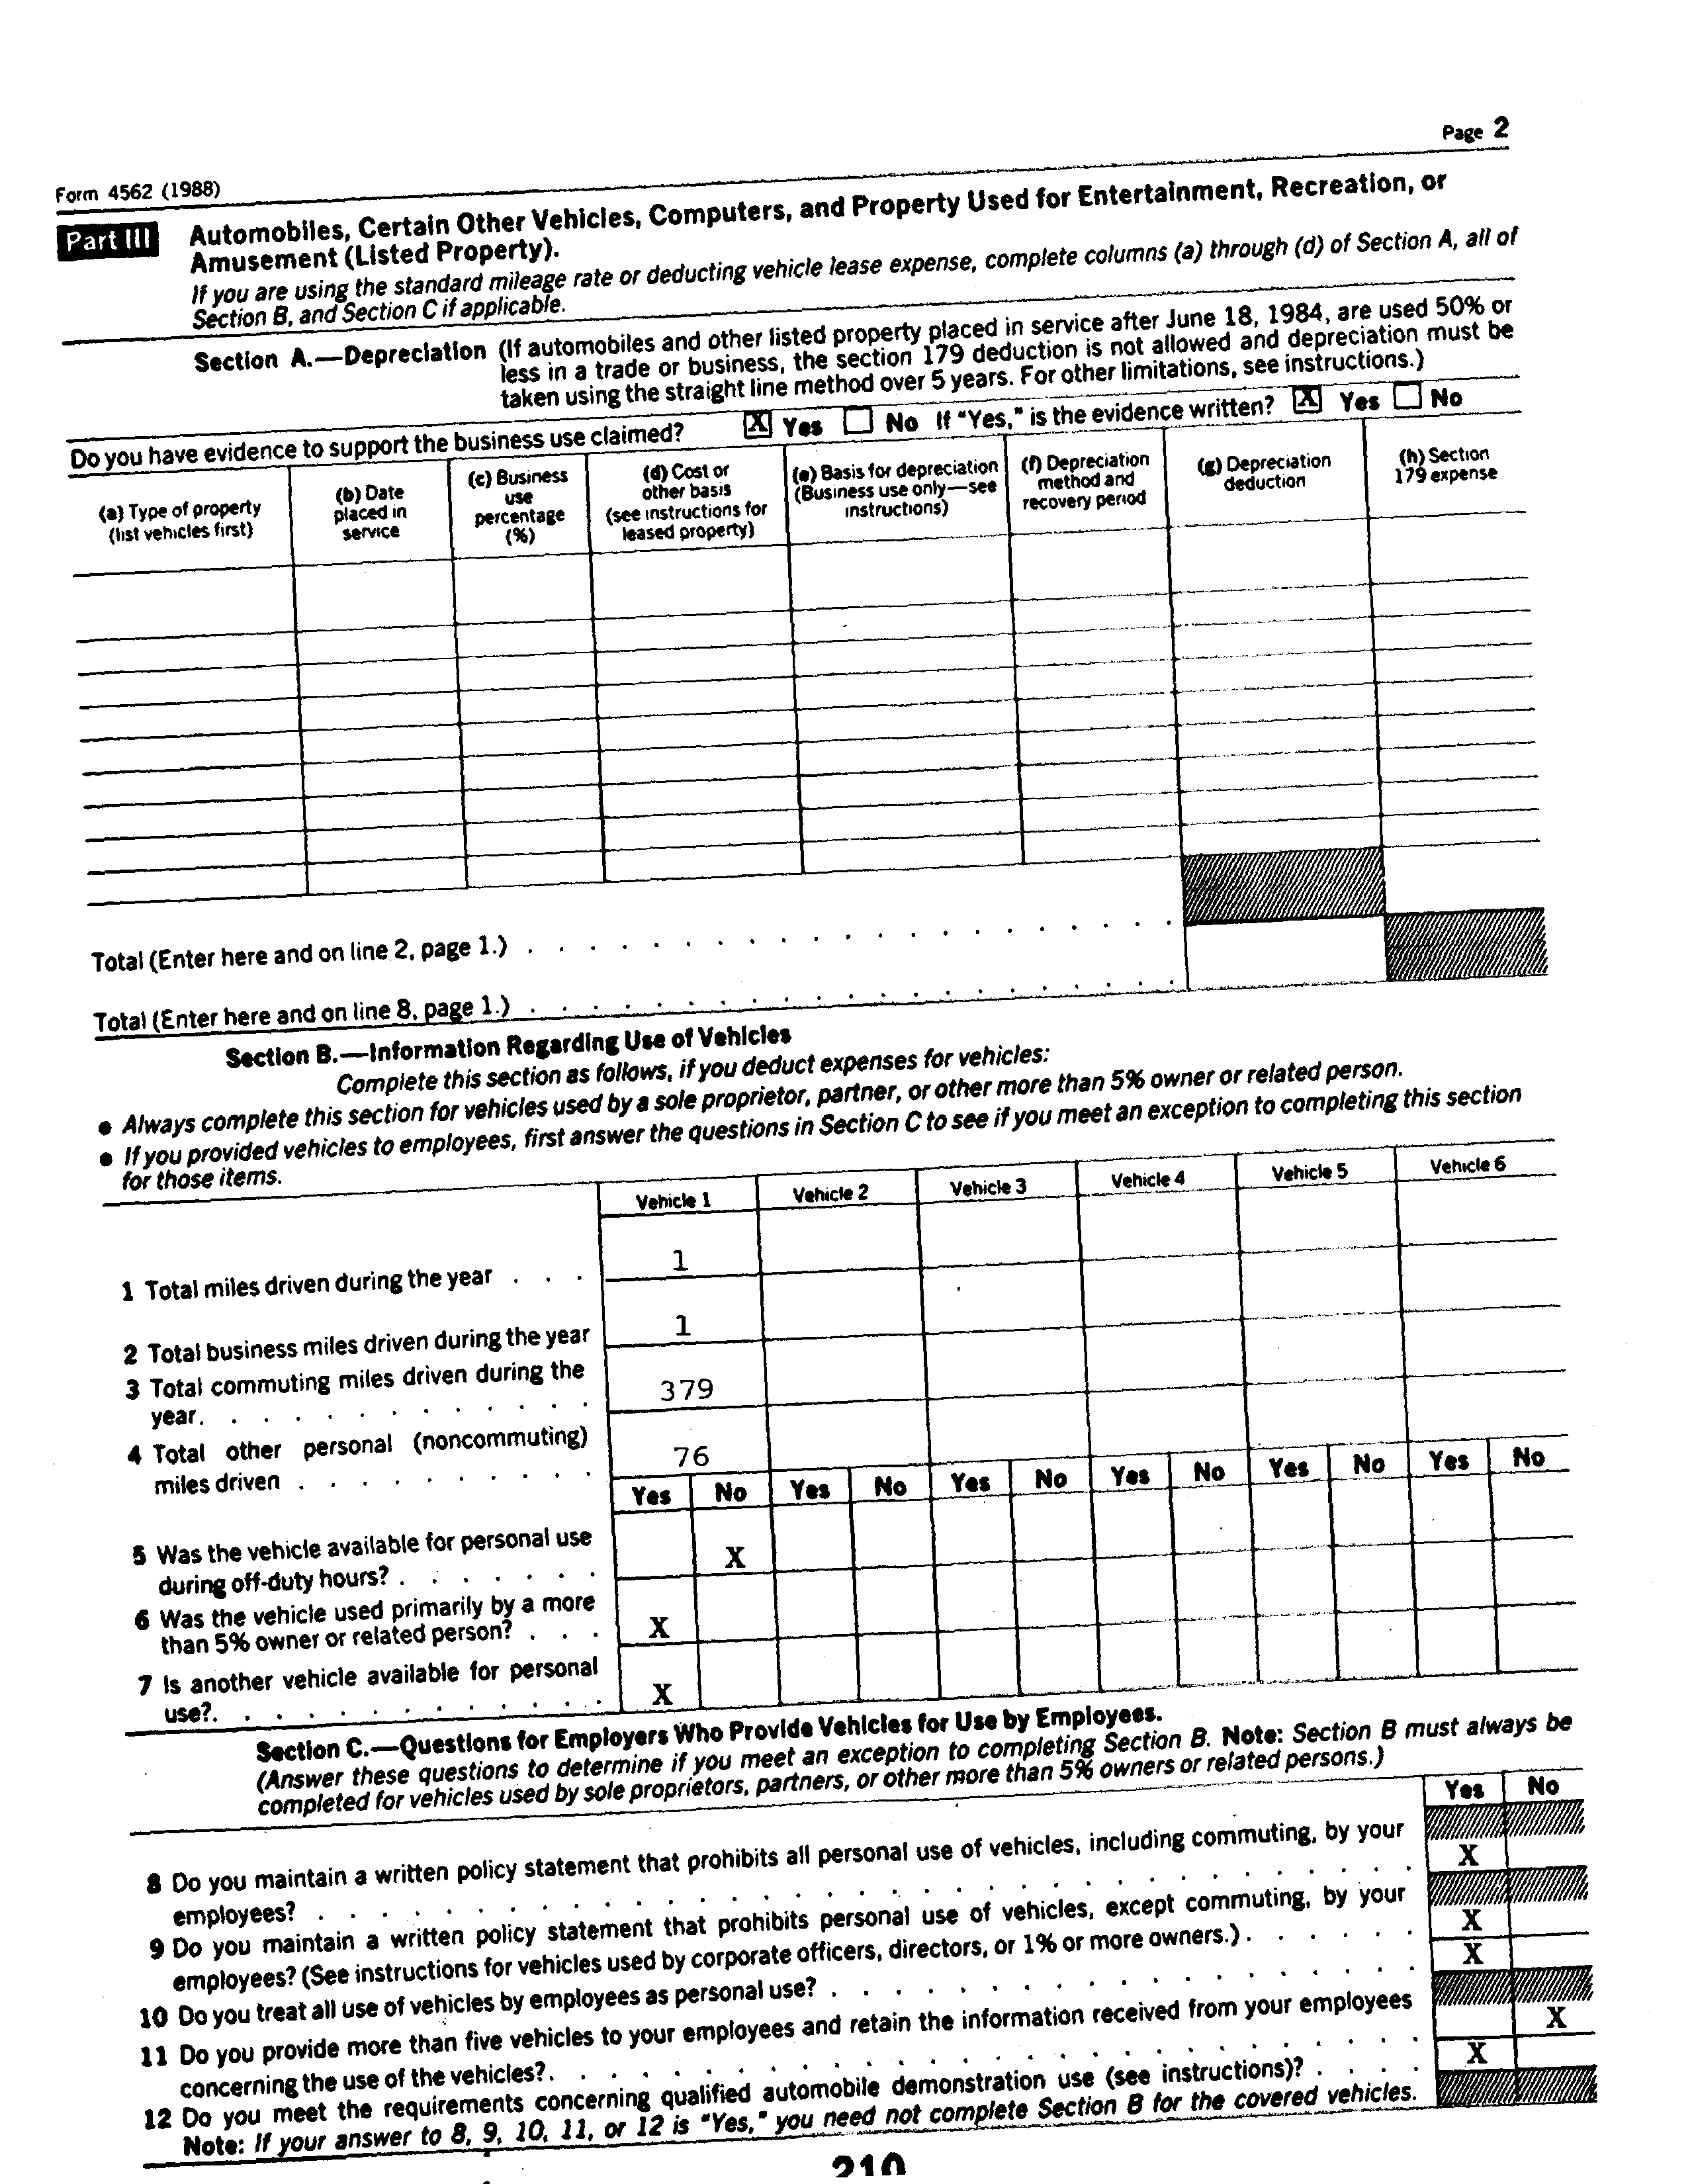 Page 2
Form 4562 (1988)
Part III Automobiles, Certain Other Vehicles, Computers, and Property Used for Entertainment, Recreation, or
Amusement (Listed Property).
If you are using the standard mileage rate or deducting vehicle lease expense, complete columns (a) through (d) of Section A, all of
Section B, and Section C if applicable.
Section A.—Depreciation (If automobiles and other listed property placed in service after June 18, 1984, are used 50% or
less in a trade or business, the section 179 deduction is not allowed and depreciation must be
taken using the straight line method over 5 years. For other limitations, see instructions.)
Do you have evidence to support the business use claimed? X Yes No If "Yes," is the evidence written? X Yes No
(a) Type of property
(list vehicles first)
(b) Date
placed in
service
(c) Business
use
percentage
(%)
(d) Cost or
other basis
(see instructions for
leased property)
(e) Basis for depreciation
(Business use only—see
instructions)
(f) Depreciation
method and
recovery period
(g) Depreciation
deduction
(h) Section
179 expense
Total (Enter here and on line 2, page 1.) . . . . . . . . . . . . . . . . . . . . .
Total (Enter here and on line 8, page 1.) . . . . . . . . . . . . . . . . . . . . .
Section B.—Information Regarding Use of Vehicles
Complete this section as follows, if you deduct expenses for vehicles:
● Always complete this section for vehicles used by a sole proprietor, partner, or other more than 5% owner or related person.
● If you provided vehicles to employees, first answer the questions in Section C to see if you meet an exception to completing this section
for those items.
Vehicle 1 Vehicle 2 Vehicle 3 Vehicle 4 Vehicle 5 Vehicle 6
1 Total miles driven during the year . . . 1
2 Total business miles driven during the year 1
3 Total commuting miles driven during the
year. . . . . . . . . . . . . 379
4 Total other personal (noncommuting)
miles driven . . . . . . . . . . 76
Yes No Yes No Yes No Yes No Yes No Yes No
5 Was the vehicle available for personal use
during off-duty hours? . . . . . . . X
6 Was the vehicle used primarily by a more
than 5% owner or related person? . . . X
7 Is another vehicle available for personal
use?. . . . . . . . . . . . . X
Section C.—Questions for Employers Who Provide Vehicles for Use by Employees.
(Answer these questions to determine if you meet an exception to completing Section B. Note: Section B must always be
completed for vehicles used by sole proprietors, partners, or other more than 5% owners or related persons.)
Yes No
8 Do you maintain a written policy statement that prohibits all personal use of vehicles, including commuting, by your
employees? . . . . . . . . . . . . . . . . . . . . . . . . . . X
9 Do you maintain a written policy statement that prohibits personal use of vehicles, except commuting, by your
employees? (See instructions for vehicles used by corporate officers, directors, or 1% or more owners.) . . . . . . X
10 Do you treat all use of vehicles by employees as personal use? . . . . . . . . . . . . . . . X
11 Do you provide more than five vehicles to your employees and retain the information received from your employees
concerning the use of the vehicles?. . . . . . . . . . . . . . . . . . . . . X
12 Do you meet the requirements concerning qualified automobile demonstration use (see instructions)? . . . . X
Note: If your answer to 8, 9, 10, 11, or 12 is "Yes," you need not complete Section B for the covered vehicles.
210